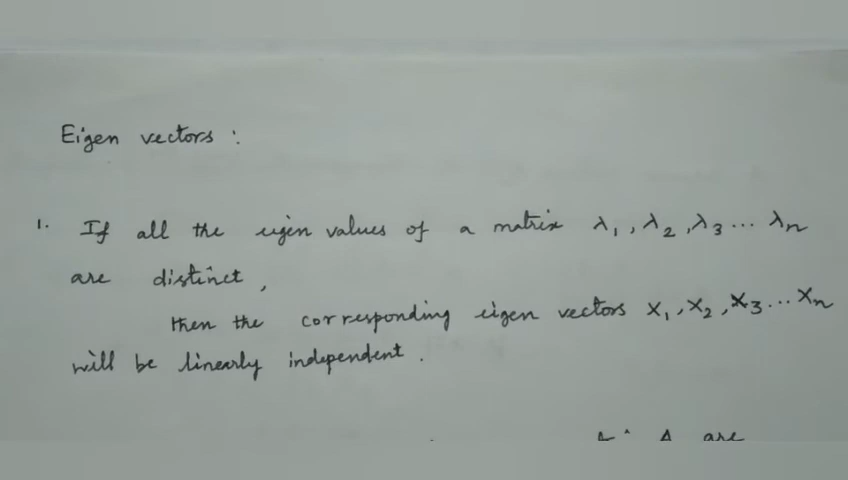 Eigen vectors :
1. If all the eigen values of a matrix λ₁, λ₂, λ₃ ... λₙ
are distinct,
then the corresponding eigen vectors X₁, X₂, X₃ ... Xₙ
will be linearly independent.
A are